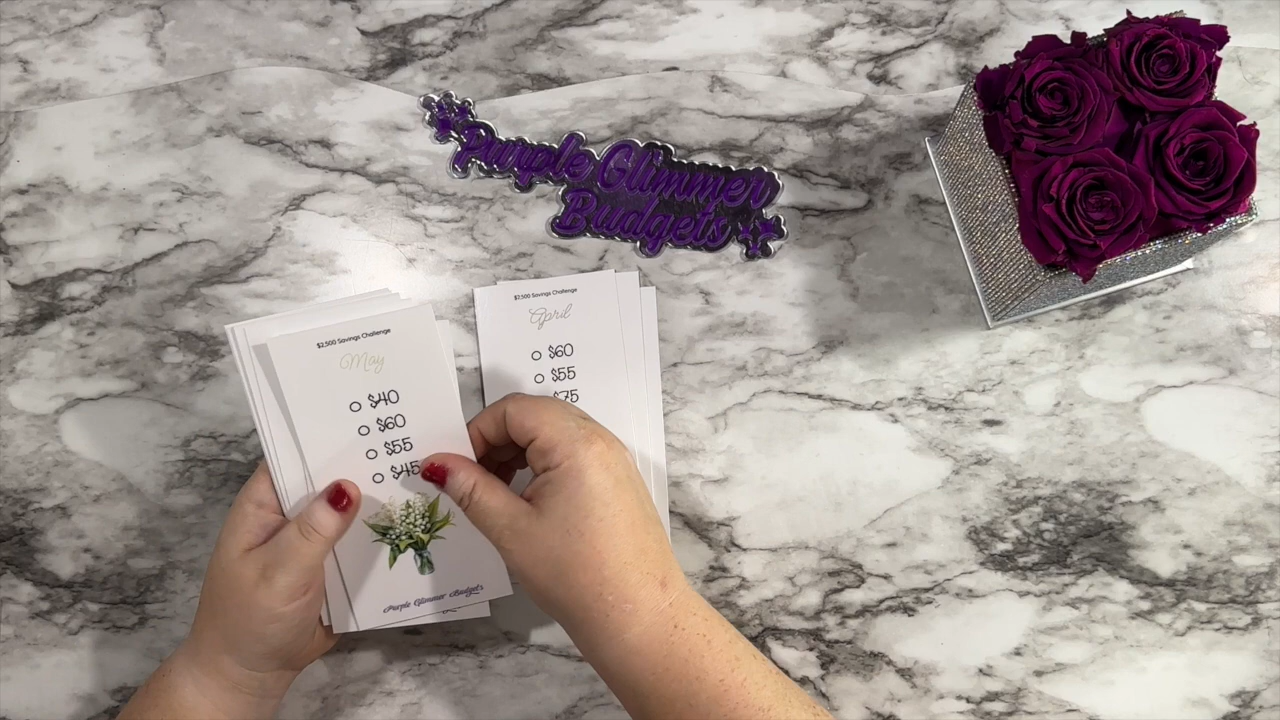 Purple Glimmer
Budgets
$2,500 Savings Challenge
May
$40
$60
$55
$45
Purple Glimmer Budgets
$2,500 Savings Challenge
April
$60
$55
$75